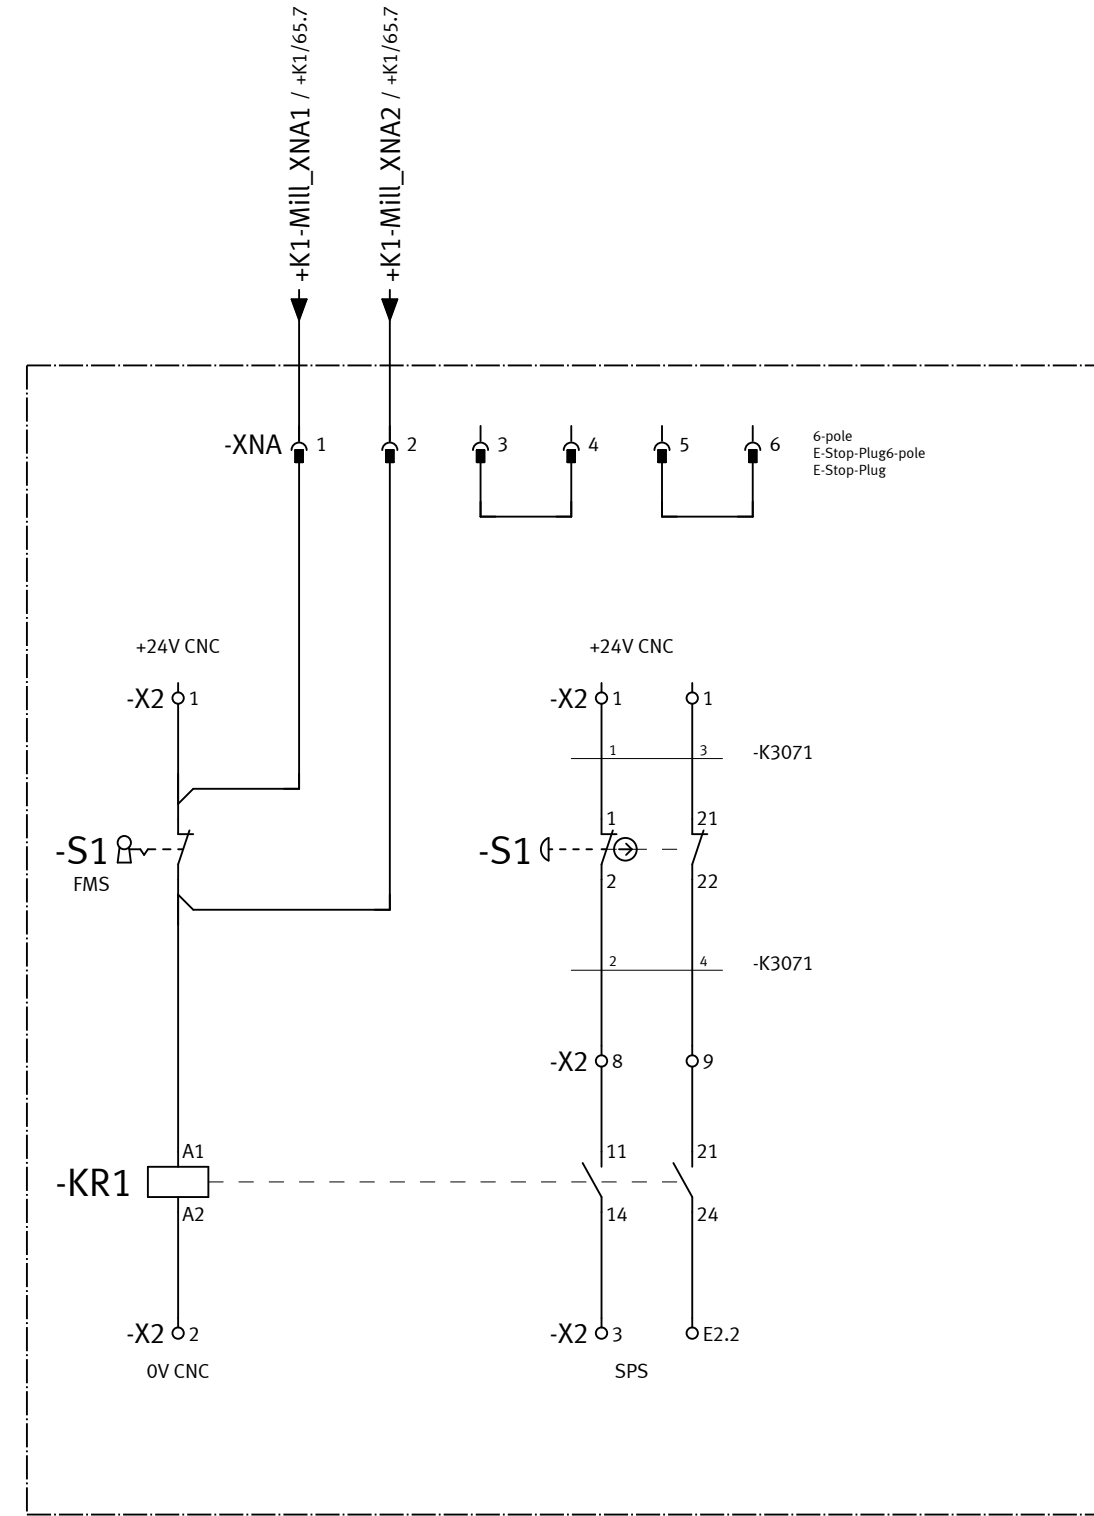 +K1-Mill_XNA1 / +K1/65.7
+K1-Mill_XNA2 / +K1/65.7
-XNA 1 2 3 4 5 6
6-pole
E-Stop-Plug6-pole
E-Stop-Plug
+24V CNC +24V CNC
-X2 1 -X2 1 1
1 3 -K3071
1 21
-S1 -S1
FMS 2 22
2 4 -K3071
-X2 8 9
A1 11 21
-KR1
A2 14 24
-X2 2 -X2 3 E2.2
0V CNC SPS